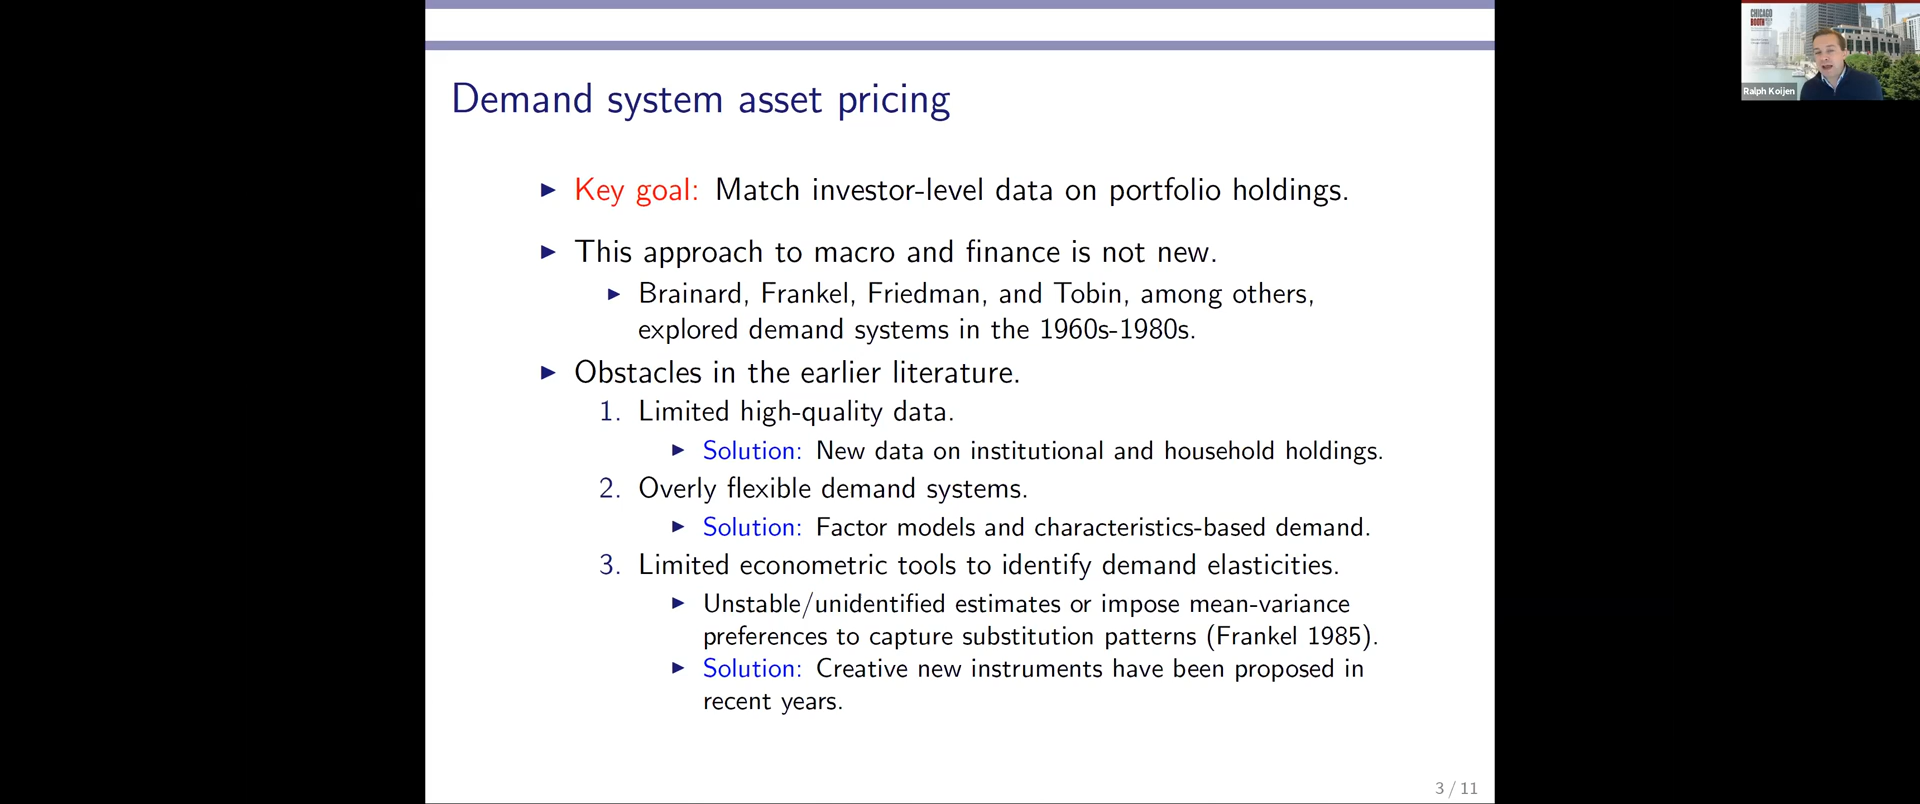 Demand system asset pricing
▶ Key goal: Match investor-level data on portfolio holdings.
▶ This approach to macro and finance is not new.
▶ Brainard, Frankel, Friedman, and Tobin, among others,
explored demand systems in the 1960s-1980s.
▶ Obstacles in the earlier literature.
1. Limited high-quality data.
▶ Solution: New data on institutional and household holdings.
2. Overly flexible demand systems.
▶ Solution: Factor models and characteristics-based demand.
3. Limited econometric tools to identify demand elasticities.
▶ Unstable/unidentified estimates or impose mean-variance
preferences to capture substitution patterns (Frankel 1985).
▶ Solution: Creative new instruments have been proposed in
recent years.
3 / 11
CHICAGO
BOOTH
Ralph Koijen